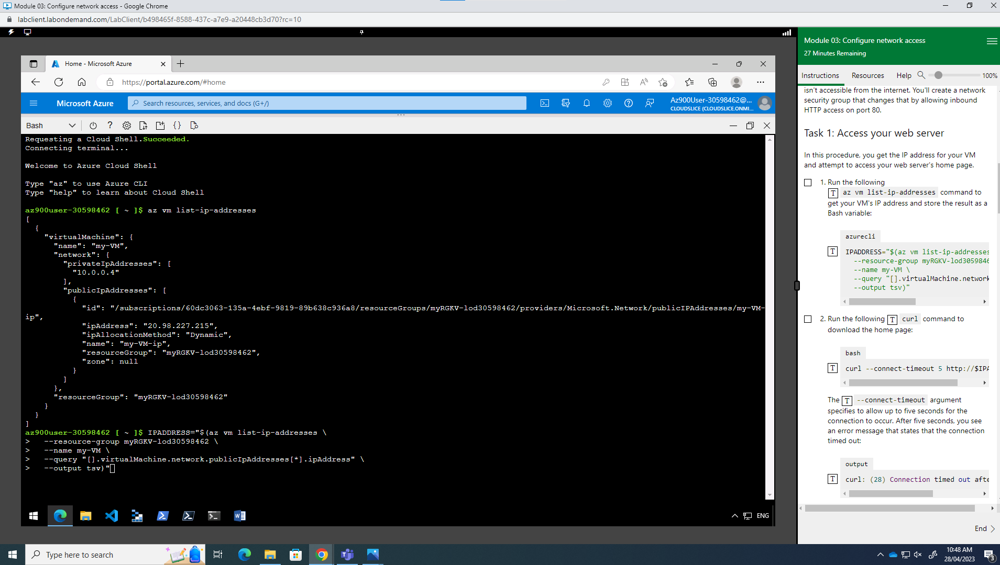 Module 03: Configure network access - Google Chrome
labclient.labondemand.com/LabClient/b498465f-8588-437c-a7e9-a20448cb3d70?rc=10
Home - Microsoft Azure
https://portal.azure.com/#home
Microsoft Azure
Search resources, services, and docs (G+/)
Az900User-30598462@...
CLOUDSLICE (CLOUDSLICE.ONMI...
Bash
Requesting a Cloud Shell.Succeeded.
Connecting terminal...
Welcome to Azure Cloud Shell
Type "az" to use Azure CLI
Type "help" to learn about Cloud Shell
az900user-30598462 [ ~ ]$ az vm list-ip-addresses
[
  {
    "virtualMachine": {
      "name": "my-VM",
      "network": {
        "privateIpAddresses": [
          "10.0.0.4"
        ],
        "publicIpAddresses": [
          {
            "id": "/subscriptions/60dc3063-135a-4ebf-9819-89b638c936a8/resourceGroups/myRGKV-lod30598462/providers/Microsoft.Network/publicIPAddresses/my-VM-
ip",
            "ipAddress": "20.98.227.215",
            "ipAllocationMethod": "Dynamic",
            "name": "my-VM-ip",
            "resourceGroup": "myRGKV-lod30598462",
            "zone": null
          }
        ]
      },
      "resourceGroup": "myRGKV-lod30598462"
    }
  }
]
az900user-30598462 [ ~ ]$ IPADDRESS="$(az vm list-ip-addresses \
>   --resource-group myRGKV-lod30598462 \
>   --name my-VM \
>   --query "[].virtualMachine.network.publicIpAddresses[*].ipAddress" \
>   --output tsv)"
ENG
Module 03: Configure network access
27 Minutes Remaining
Instructions
Resources
Help
100%
isn't accessible from the internet. You'll create a network
security group that changes that by allowing inbound
HTTP access on port 80.
Task 1: Access your web server
In this procedure, you get the IP address for your VM
and attempt to access your web server's home page.
1. Run the following
T az vm list-ip-addresses command to
get your VM's IP address and store the result as a
Bash variable:
azurecli
T
IPADDRESS="$(az vm list-ip-addresses
--resource-group myRGKV-lod3059846
--name my-VM \
--query "[].virtualMachine.network
--output tsv)"
2. Run the following T curl command to
download the home page:
bash
T curl --connect-timeout 5 http://$IPA
The T --connect-timeout argument
specifies to allow up to five seconds for the
connection to occur. After five seconds, you see
an error message that states that the connection
timed out:
output
T curl: (28) Connection timed out afte
End
Type here to search
10:48 AM
28/04/2023
3